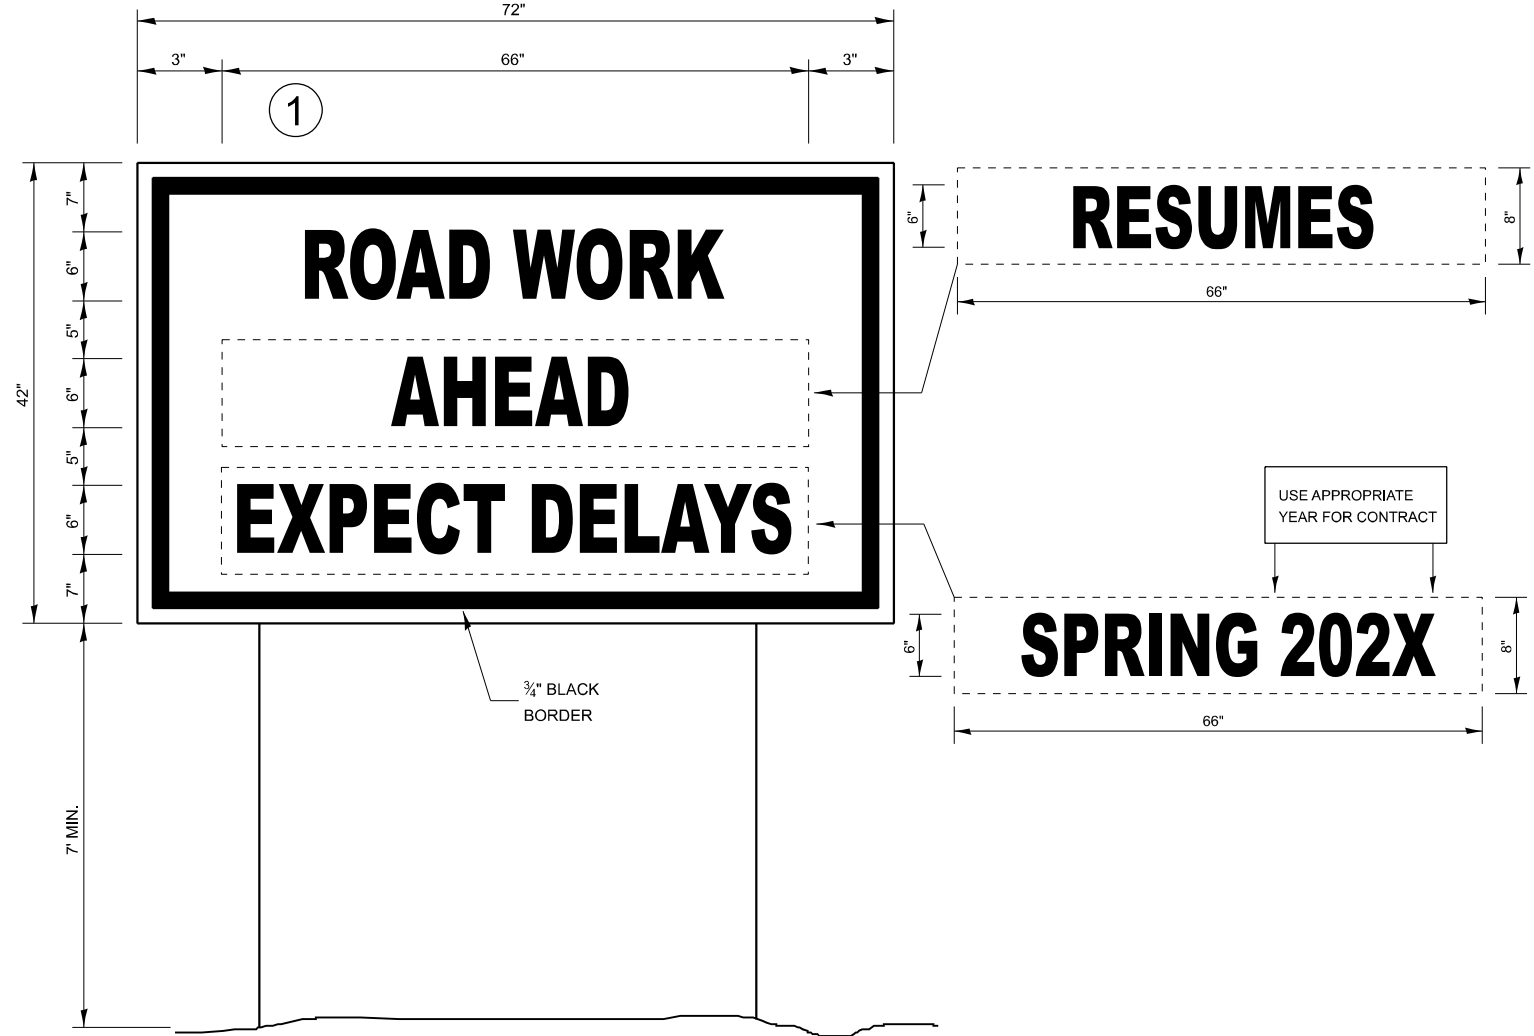 72"
3" 66" 3"
1
7"
6"
5"
6"
5"
6"
7"
42"
7' MIN.
ROAD WORK
AHEAD
EXPECT DELAYS
¾" BLACK
BORDER
6"
RESUMES
8"
66"
USE APPROPRIATE
YEAR FOR CONTRACT
6"
SPRING 202X
8"
66"